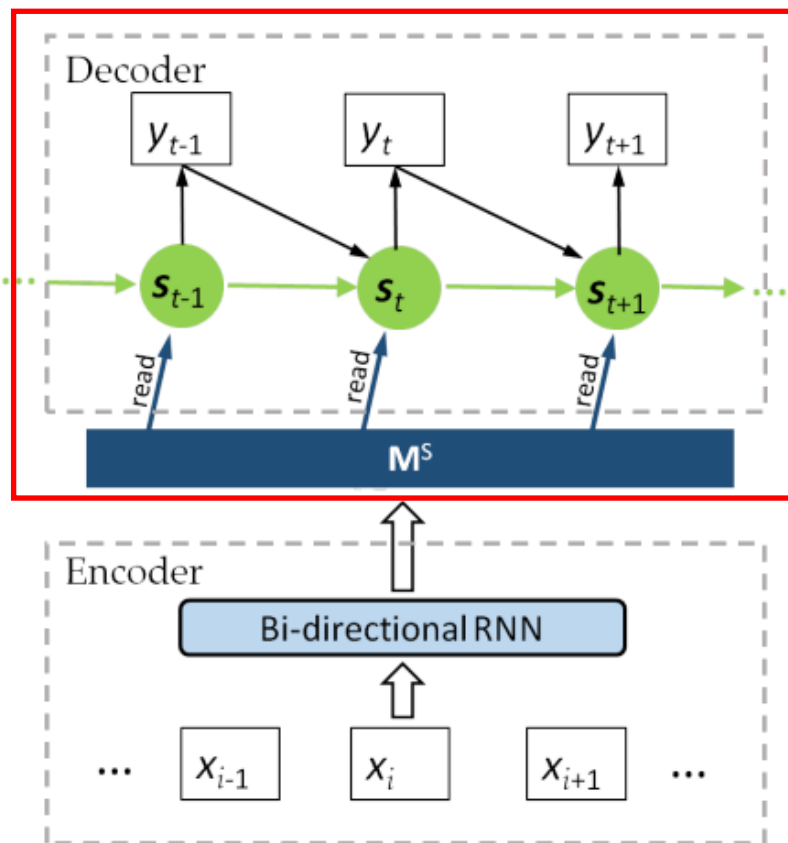 Decoder
y_{t-1} y_t y_{t+1}
... s_{t-1} s_t s_{t+1} ...
read read read
M^S
Encoder
Bi-directional RNN
... x_{i-1} x_i x_{i+1} ...